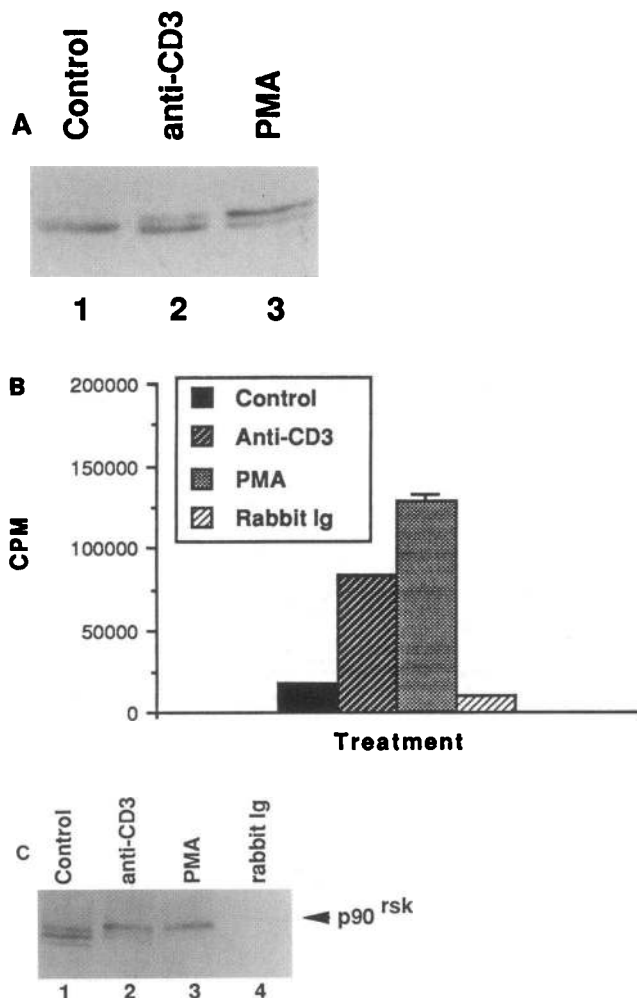 A
Control
anti-CD3
PMA
1 2 3
B
200000
150000
100000
50000
0
CPM
Control
Anti-CD3
PMA
Rabbit Ig
Treatment
C
Control
anti-CD3
PMA
rabbit Ig
p90 rsk
1 2 3 4